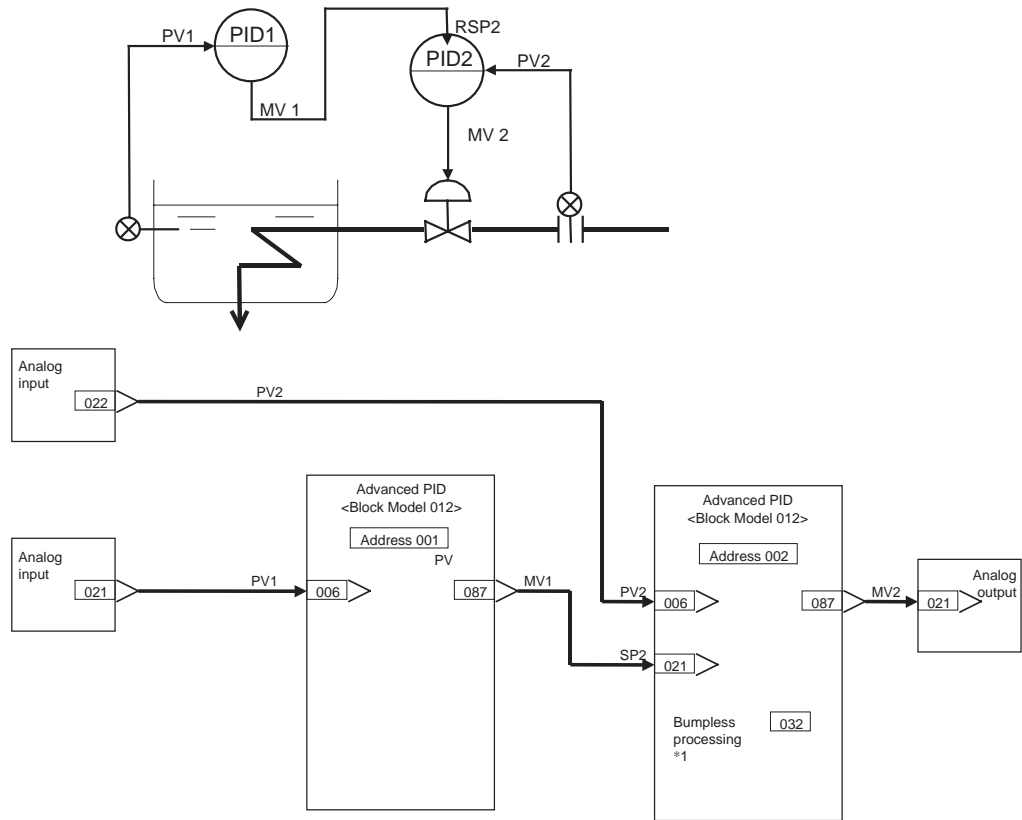 PV1
PID1
RSP2
PID2
PV2
MV 1
MV 2
Analog
input
022
PV2
Advanced PID
<Block Model 012>
Address 001
PV
Advanced PID
<Block Model 012>
Address 002
Analog
input
021
PV1
006
087
MV1
PV2
006
087
MV2
Analog
output
021
SP2
021
Bumpless
processing
*1
032